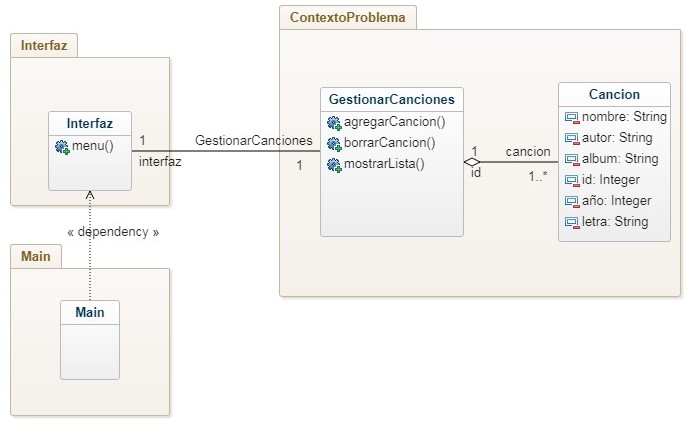 ContextoProblema
Interfaz
Interfaz
menu()
1
interfaz
GestionarCanciones
1
GestionarCanciones
agregarCancion()
borrarCancion()
mostrarLista()
1
id
cancion
1..*
Cancion
nombre: String
autor: String
album: String
id: Integer
año: Integer
letra: String
« dependency »
Main
Main